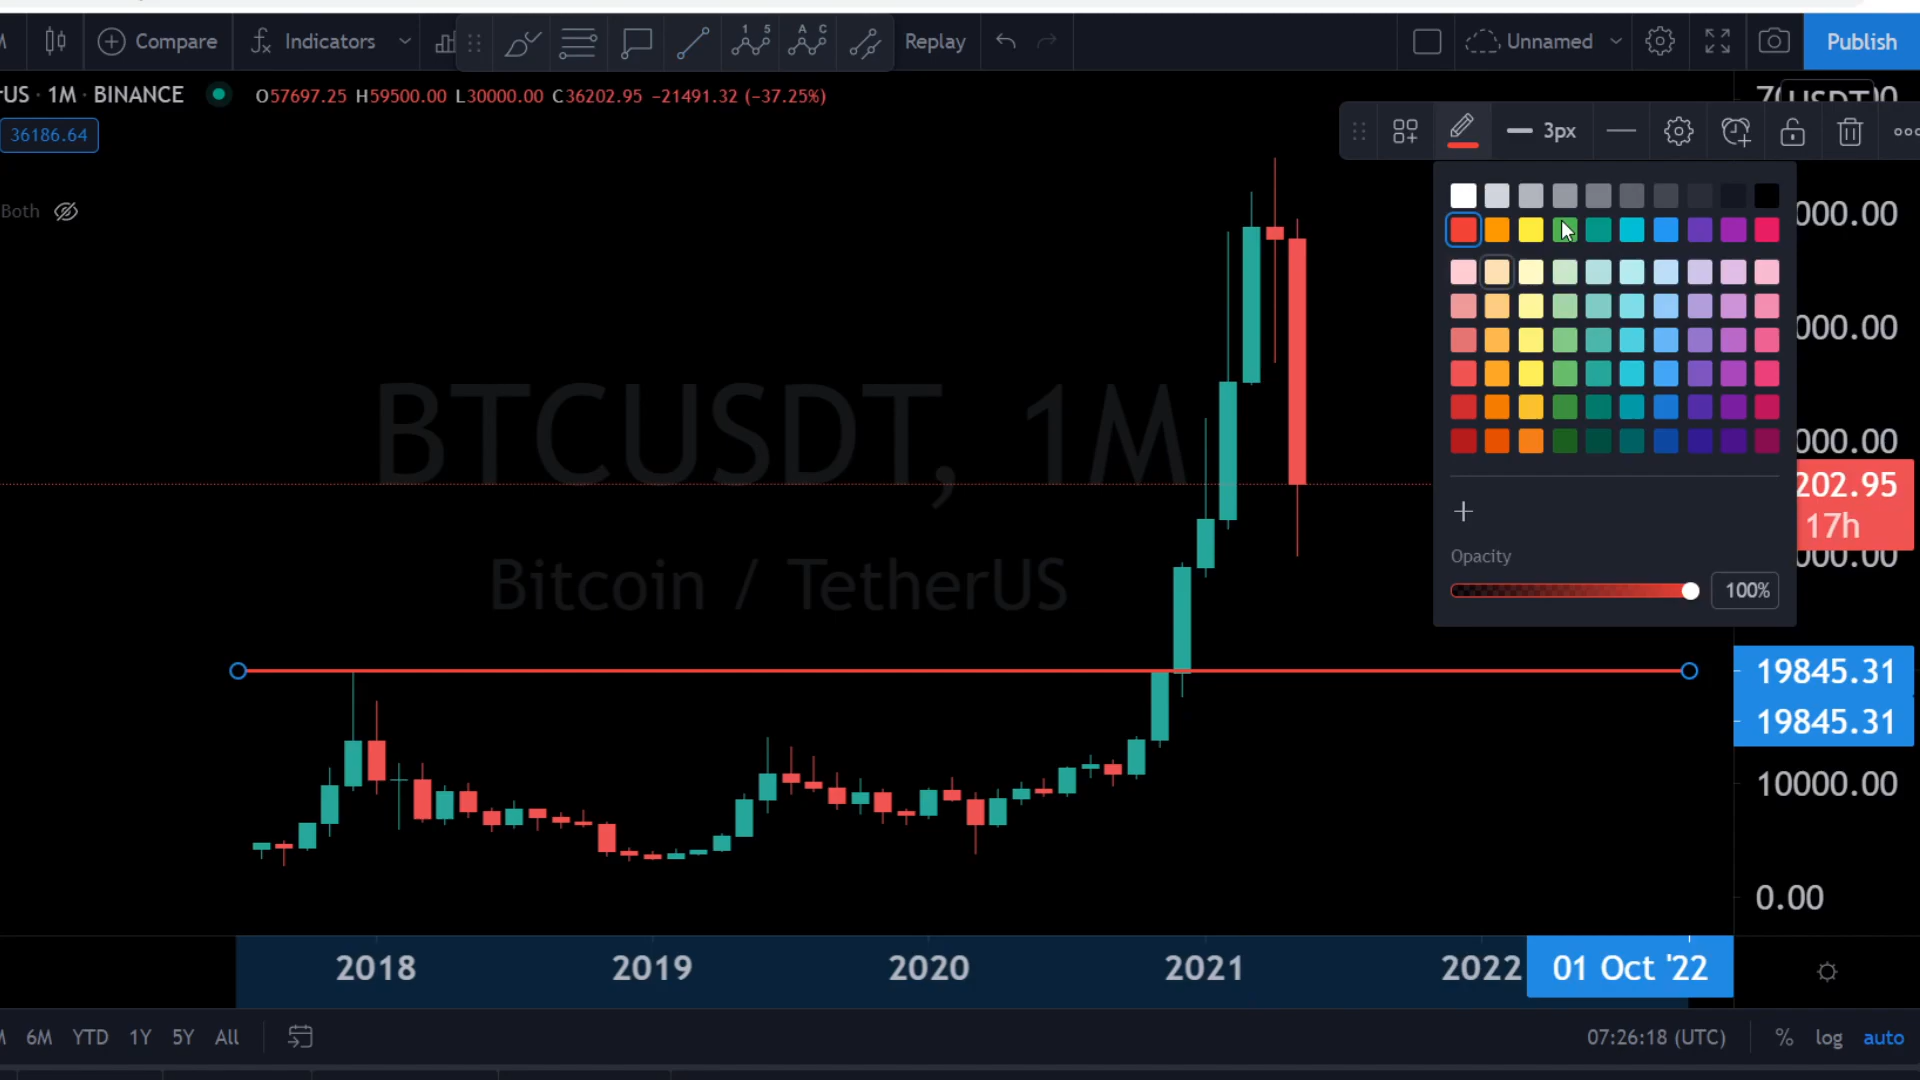 Compare
Indicators
1 5
A C
Replay
Unnamed
Publish
US · 1M · BINANCE
O57697.25 H59500.00 L30000.00 C36202.95 −21491.32 (−37.25%)
36186.64
Both
3px
BTCUSDT, 1M
Bitcoin / TetherUS
000.00
000.00
000.00
202.95
17h
Opacity
100%
19845.31
19845.31
10000.00
0.00
2018 2019 2020 2021 2022 01 Oct '22
6M YTD 1Y 5Y All
07:26:18 (UTC) % log auto